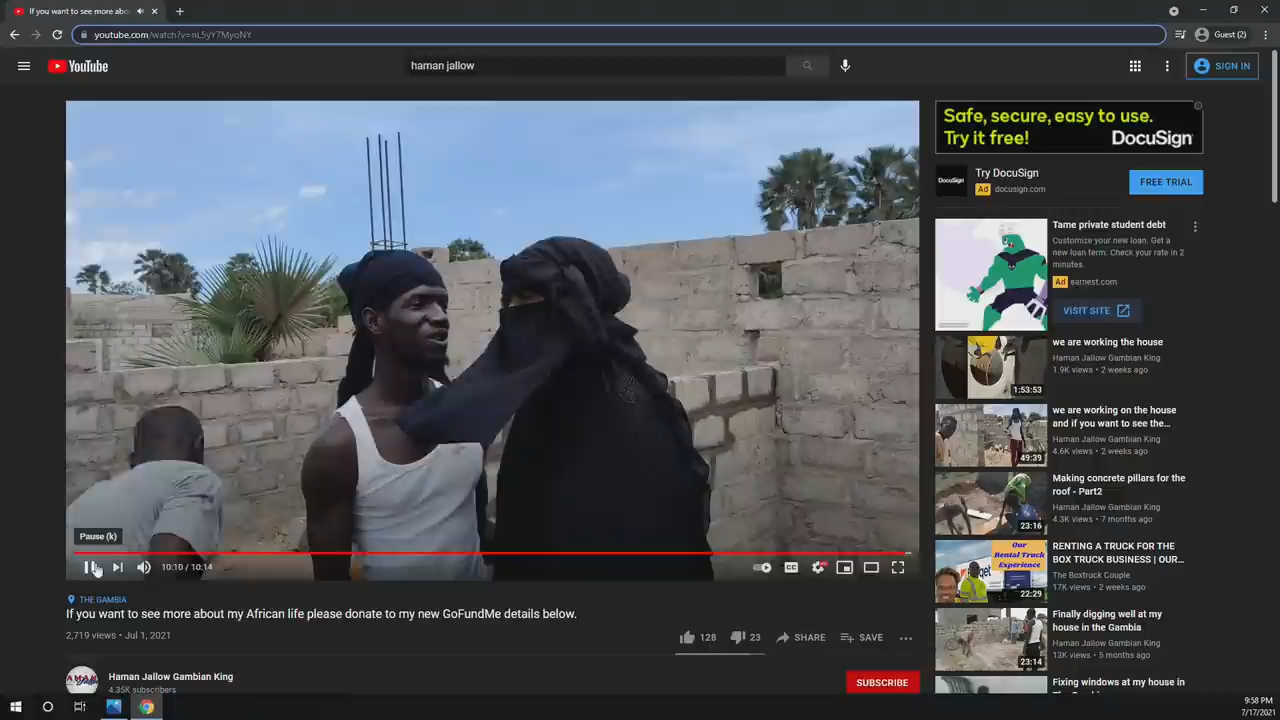 If you want to see more abo
youtube.com/watch?v=nL5yY7MyoNY
Guest (2)
YouTube
haman jallow
SIGN IN
Safe, secure, easy to use.
Try it free!
DocuSign
DocuSign
Try DocuSign
Ad docusign.com
FREE TRIAL
Tame private student debt
Customize your new loan. Get a
new loan term. Check your rate in 2
minutes.
Ad earnest.com
VISIT SITE
we are working the house
Haman Jallow Gambian King
1.9K views • 2 weeks ago
1:53:53
we are working on the house
and if you want to see the...
Haman Jallow Gambian King
4.6K views • 2 weeks ago
49:39
Making concrete pillars for the
roof - Part2
Haman Jallow Gambian King
4.3K views • 7 months ago
23:16
Our
Rental Truck
Experience
RENTING A TRUCK FOR THE
BOX TRUCK BUSINESS | OUR...
The Boxtruck Couple
17K views • 2 weeks ago
22:29
Finally digging well at my
house in the Gambia
Haman Jallow Gambian King
13K views • 5 months ago
23:14
Fixing windows at my house in
Pause (k)
10:10 / 10:14
THE GAMBIA
If you want to see more about my African life please donate to my new GoFundMe details below.
2,719 views • Jul 1, 2021
128
23
SHARE
SAVE
Haman Jallow Gambian King
4.35K subscribers
SUBSCRIBE
9:58 PM
7/17/2021